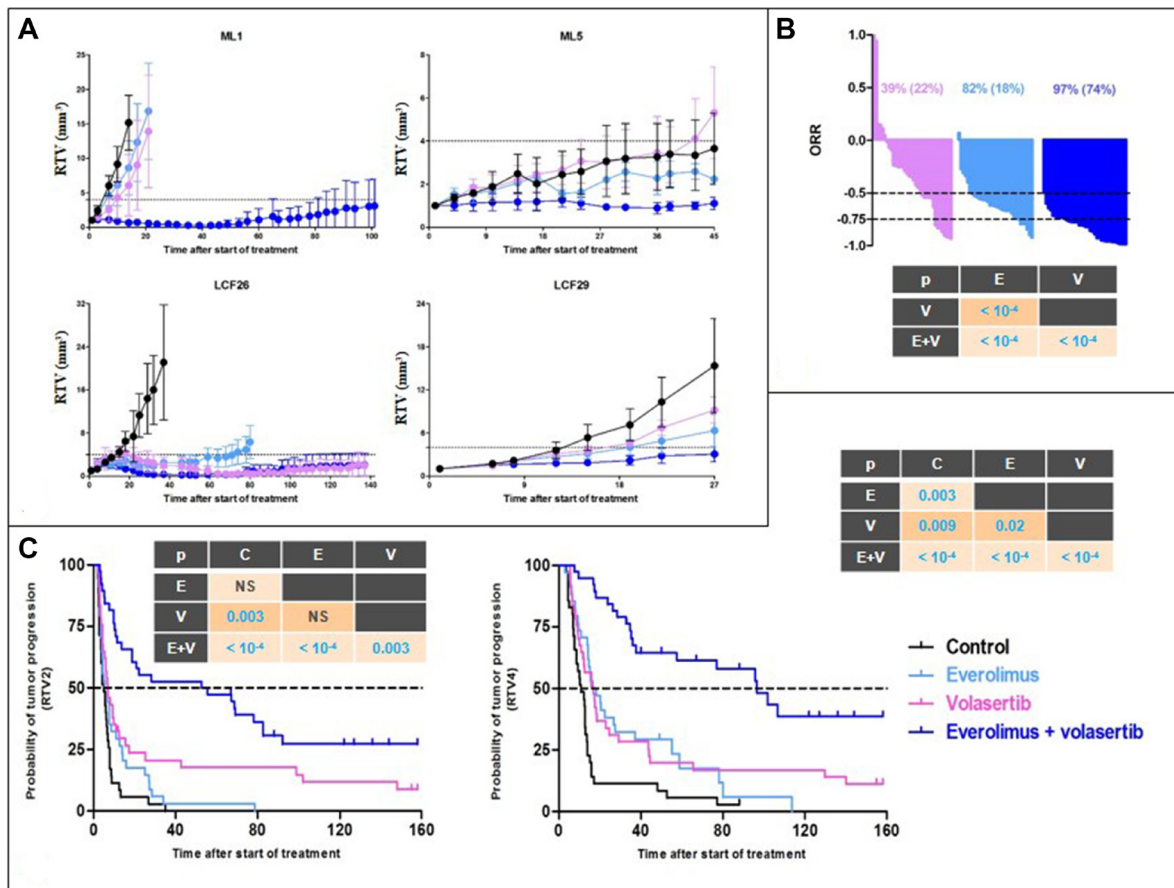 A
ML1
RTV (mm³)
25
20
15
10
5
0
0 20 40 60 80 100
Time after start of treatment
ML5
RTV (mm³)
8
6
4
2
0
0 9 18 27 36 45
Time after start of treatment
LCF26
RTV (mm³)
32
24
16
8
0
0 20 40 60 80 100 120 140
Time after start of treatment
LCF29
RTV (mm³)
24
18
12
6
0
0 9 18 27
Time after start of treatment
B
ORR
1.0
0.5
0.0
-0.5
-0.75
-1.0
39% (22%) 82% (18%) 97% (74%)
p E V
V < 10⁻⁴
E+V < 10⁻⁴ < 10⁻⁴
C
p C E V
E NS
V 0.003 NS
E+V < 10⁻⁴ < 10⁻⁴ 0.003
Probability of tumor progression
(RTV2)
100
75
50
25
0
0 40 80 120 160
Time after start of treatment
p C E V
E 0.003
V 0.009 0.02
E+V < 10⁻⁴ < 10⁻⁴ < 10⁻⁴
Probability of tumor progression
(RTV4)
100
75
50
25
0
0 40 80 120 160
Time after start of treatment
Control
Everolimus
Volasertib
Everolimus + volasertib